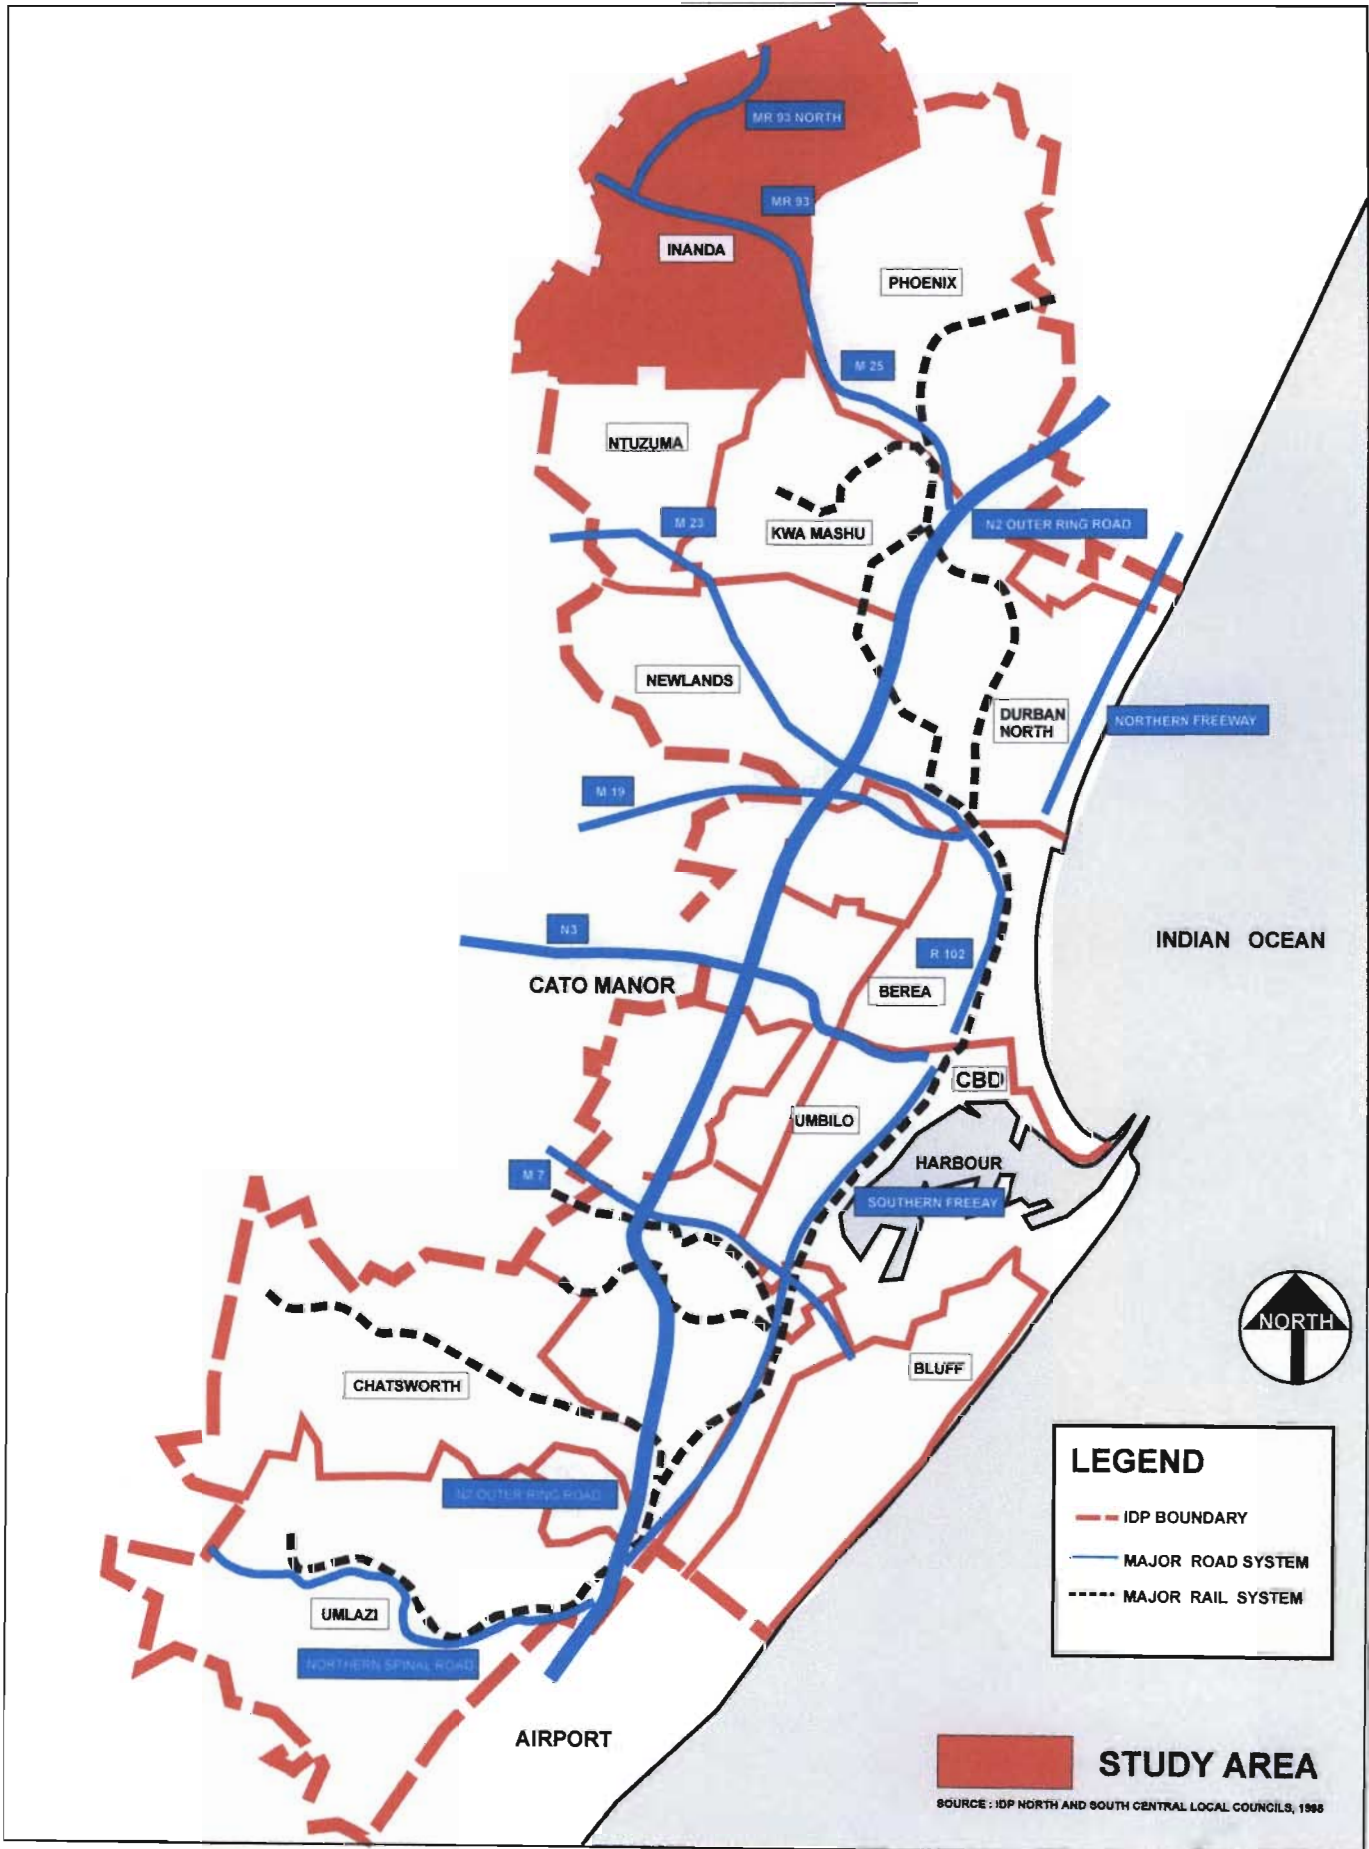 MR 93 NORTH
MR 93
INANDA
PHOENIX
M 25
NTUZUMA
M 23
KWA MASHU
N2 OUTER RING ROAD
NEWLANDS
DURBAN
NORTH
NORTHERN FREEWAY
M 19
N3
R 102
INDIAN OCEAN
CATO MANOR
BEREA
CBD
UMBILO
HARBOUR
M 7
SOUTHERN FREEAY
NORTH
BLUFF
CHATSWORTH
LEGEND
N2 OUTER RING ROAD
IDP BOUNDARY
MAJOR ROAD SYSTEM
MAJOR RAIL SYSTEM
UMLAZI
NORTHERN SPINAL ROAD
AIRPORT
STUDY AREA
SOURCE : IDP NORTH AND SOUTH CENTRAL LOCAL COUNCILS, 1998